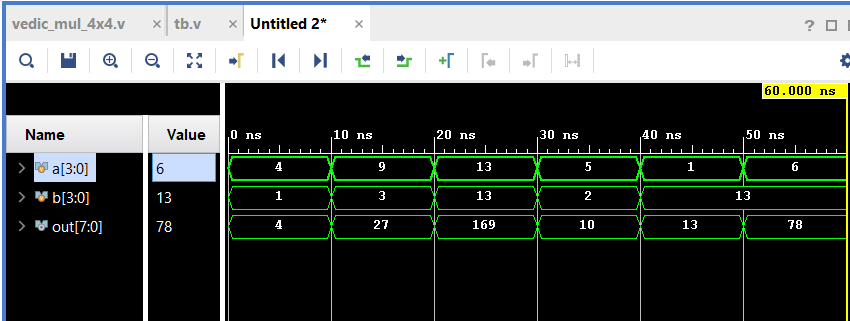 vedic_mul_4x4.v × tb.v × Untitled 2* ×
?
60.000 ns
Name Value 0 ns 10 ns 20 ns 30 ns 40 ns 50 ns
a[3:0] 6 4 9 13 5 1 6
b[3:0] 13 1 3 13 2 13
out[7:0] 78 4 27 169 10 13 78